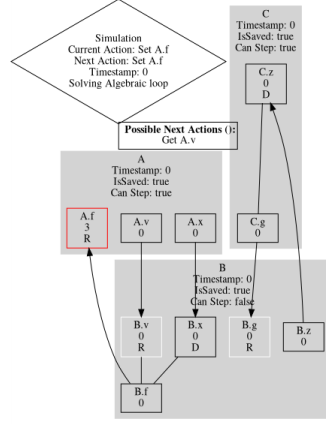 Simulation
Current Action: Set A.f
Next Action: Set A.f
Timestamp: 0
Solving Algebraic loop
Possible Next Actions ():
Get A.v
C
Timestamp: 0
IsSaved: true
Can Step: true
C.z
0
D
C.g
0
A
Timestamp: 0
IsSaved: true
Can Step: true
A.f
3
R
A.v
0
A.x
0
B
Timestamp: 0
IsSaved: true
Can Step: false
B.v
0
R
B.x
0
D
B.g
0
R
B.z
0
B.f
0